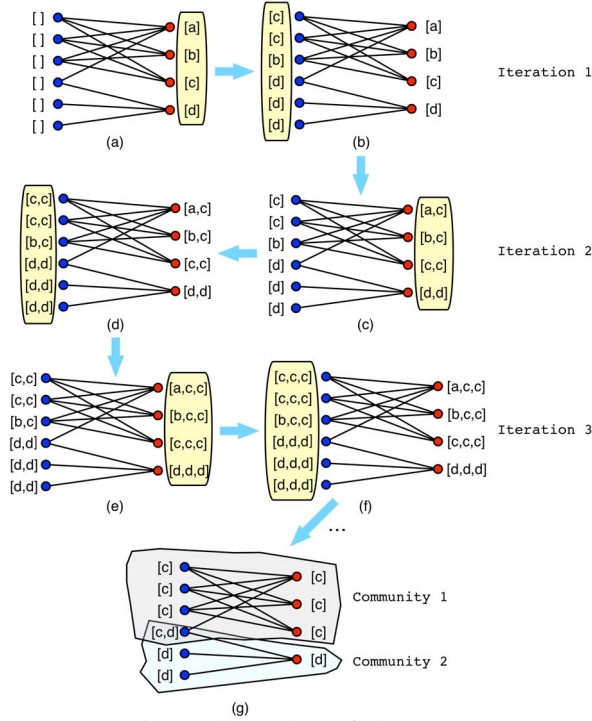 [ ] [a] [c] [a]
[ ] [c]
[ ] [b] [b] [b]
[ ] [c] [d] [c] Iteration 1
[ ] [d] [d] [d]
[ ] [d]
(a) (b)
[c,c] [a,c] [c] [a,c]
[c,c] [c]
[b,c] [b,c] [b] [b,c]
[d,d] [c,c] [d] [c,c] Iteration 2
[d,d] [d,d] [d] [d,d]
[d,d] [d]
(d) (c)
[c,c] [a,c,c] [c,c,c] [a,c,c]
[c,c] [c,c,c]
[b,c] [b,c,c] [b,c,c] [b,c,c]
[d,d] [c,c,c] [d,d,d] [c,c,c] Iteration 3
[d,d] [d,d,d] [d,d,d] [d,d,d]
[d,d] [d,d,d]
(e) (f)
...
[c] [c]
[c] [c] Community 1
[c] [c]
[c,d]
[d] [d] Community 2
[d]
(g)